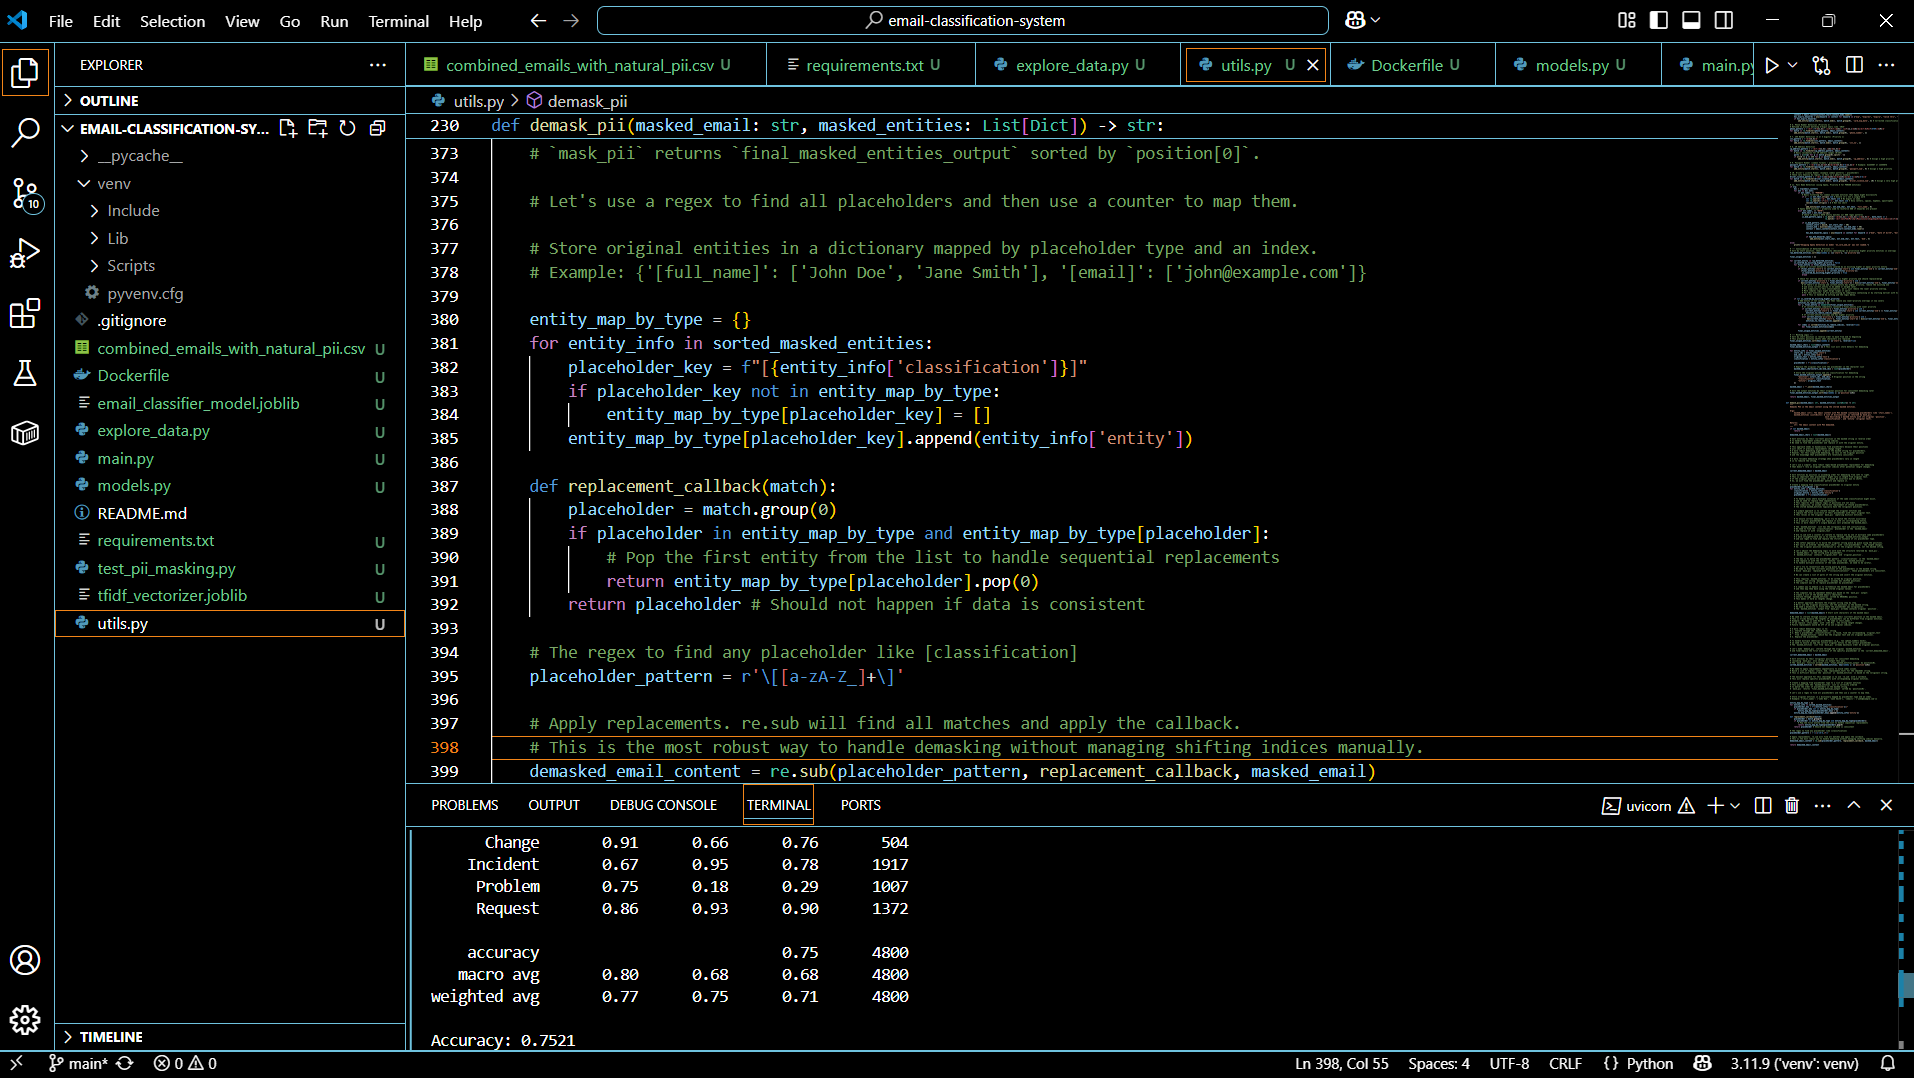 File Edit Selection View Go Run Terminal Help
email-classification-system
EXPLORER
OUTLINE
EMAIL-CLASSIFICATION-SY...
__pycache__
venv
Include
Lib
Scripts
pyvenv.cfg
.gitignore
combined_emails_with_natural_pii.csv U
Dockerfile U
email_classifier_model.joblib U
explore_data.py U
main.py U
models.py U
README.md
requirements.txt U
test_pii_masking.py U
tfidf_vectorizer.joblib U
utils.py U
TIMELINE
10
combined_emails_with_natural_pii.csv U requirements.txt U explore_data.py U utils.py U Dockerfile U models.py U main.py
utils.py > demask_pii
230 def demask_pii(masked_email: str, masked_entities: List[Dict]) -> str:
373 # `mask_pii` returns `final_masked_entities_output` sorted by `position[0]`.
374
375 # Let's use a regex to find all placeholders and then use a counter to map them.
376
377 # Store original entities in a dictionary mapped by placeholder type and an index.
378 # Example: {'[full_name]': ['John Doe', 'Jane Smith'], '[email]': ['john@example.com']}
379
380 entity_map_by_type = {}
381 for entity_info in sorted_masked_entities:
382 placeholder_key = f"[{entity_info['classification']}]"
383 if placeholder_key not in entity_map_by_type:
384 entity_map_by_type[placeholder_key] = []
385 entity_map_by_type[placeholder_key].append(entity_info['entity'])
386
387 def replacement_callback(match):
388 placeholder = match.group(0)
389 if placeholder in entity_map_by_type and entity_map_by_type[placeholder]:
390 # Pop the first entity from the list to handle sequential replacements
391 return entity_map_by_type[placeholder].pop(0)
392 return placeholder # Should not happen if data is consistent
393
394 # The regex to find any placeholder like [classification]
395 placeholder_pattern = r'\[[a-zA-Z_]+\]'
396
397 # Apply replacements. re.sub will find all matches and apply the callback.
398 # This is the most robust way to handle demasking without managing shifting indices manually.
399 demasked_email_content = re.sub(placeholder_pattern, replacement_callback, masked_email)
PROBLEMS OUTPUT DEBUG CONSOLE TERMINAL PORTS
uvicorn
Change 0.91 0.66 0.76 504
Incident 0.67 0.95 0.78 1917
Problem 0.75 0.18 0.29 1007
Request 0.86 0.93 0.90 1372
accuracy 0.75 4800
macro avg 0.80 0.68 0.68 4800
weighted avg 0.77 0.75 0.71 4800
Accuracy: 0.7521
main* 0 0
Ln 398, Col 55 Spaces: 4 UTF-8 CRLF {} Python 3.11.9 ('venv': venv)